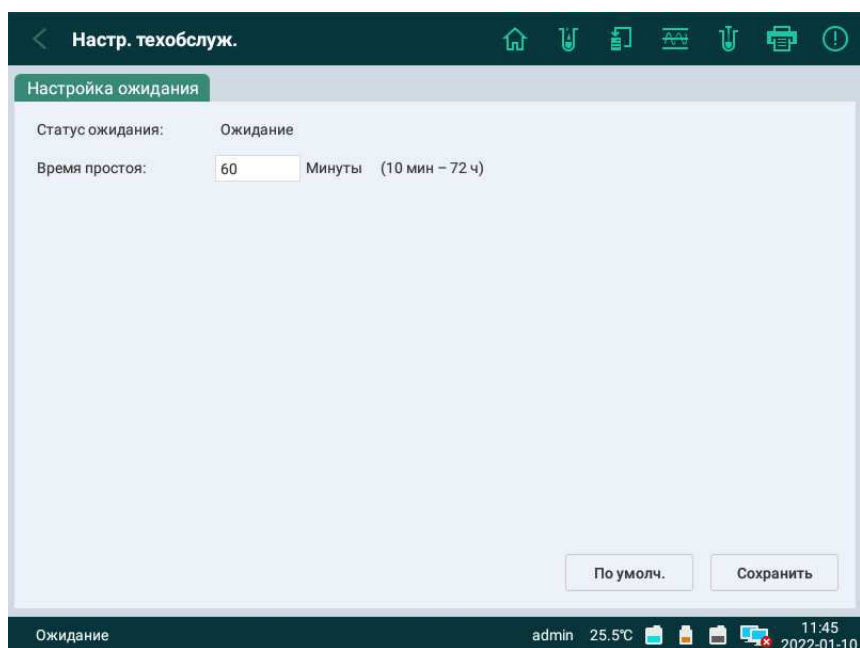 Настр. техобслуж.
Настройка ожидания
Статус ожидания: Ожидание
Время простоя: 60 Минуты (10 мин – 72 ч)
По умолч. Сохранить
Ожидание admin 25.5℃ 11:45
2022-01-10